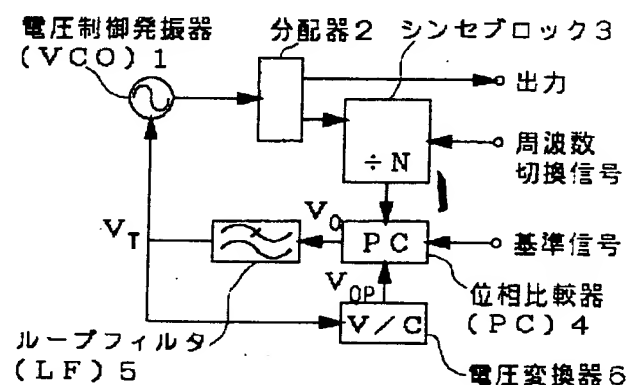 電圧制御発振器
(VCO)1
分配器2
シンセブロック3
出力
÷N
周波数
切換信号
V_T
V_O
PC
基準信号
V_OP
位相比較器
(PC)4
V/C
ループフィルタ
(LF)5
電圧変換器6